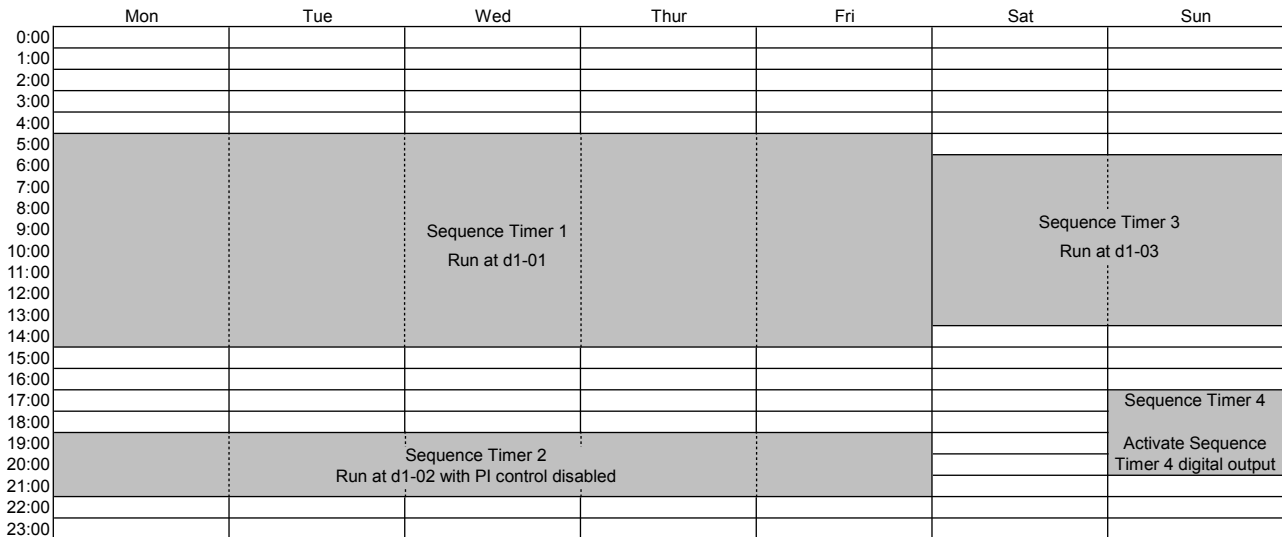 Mon Tue Wed Thur Fri Sat Sun
0:00
1:00
2:00
3:00
4:00
5:00
6:00
7:00
8:00
9:00
10:00
11:00
12:00
13:00
14:00
15:00
16:00
17:00
18:00
19:00
20:00
21:00
22:00
23:00
Sequence Timer 1
Run at d1-01
Sequence Timer 3
Run at d1-03
Sequence Timer 2
Run at d1-02 with PI control disabled
Sequence Timer 4
Activate Sequence
Timer 4 digital output